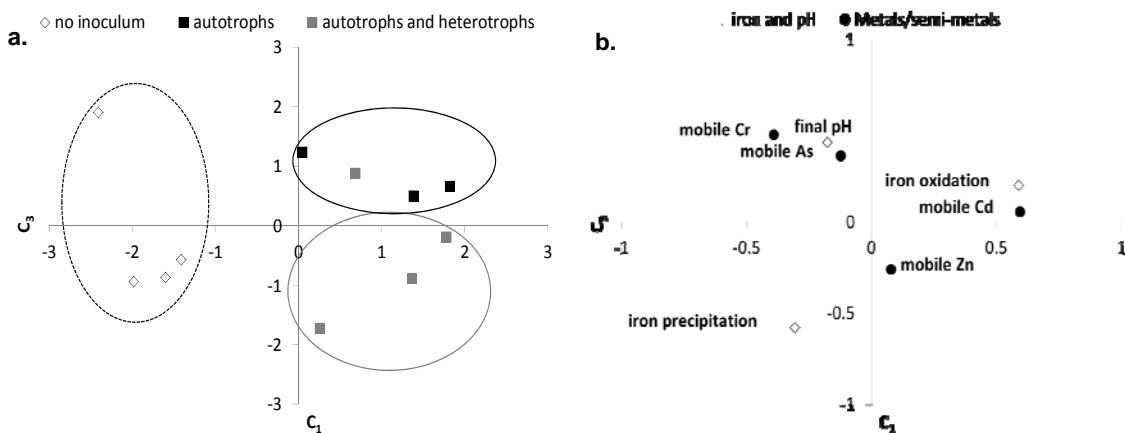 ◇ no inoculum ■ autotrophs ■ autotrophs and heterotrophs
a.
3
2
1
0
-3 -2 -1 0 1 2 3
-1
-2
-3
C3
C1
b.
iron and pH ● Metals/semi-metals
1
mobile Cr
final pH
mobile As
iron oxidation
mobile Cd
0
-1 -0.5 0 0.5 1
mobile Zn
iron precipitation
-0.5
-1